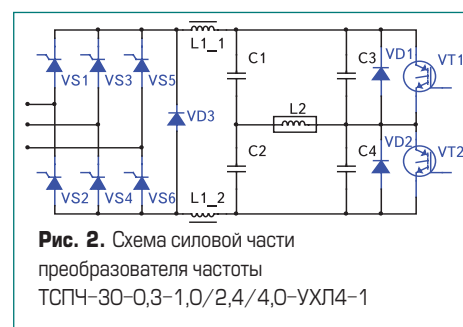 L1_1
VS1 VS3 VS5
C1
C3
VD1
VT1
VD3
L2
C2
C4
VD2
VT2
VS2 VS4 VS6
L1_2
Рис. 2. Схема силовой части
преобразователя частоты
ТСПЧ-30-0,3-1,0/2,4/4,0-УХЛ4-1